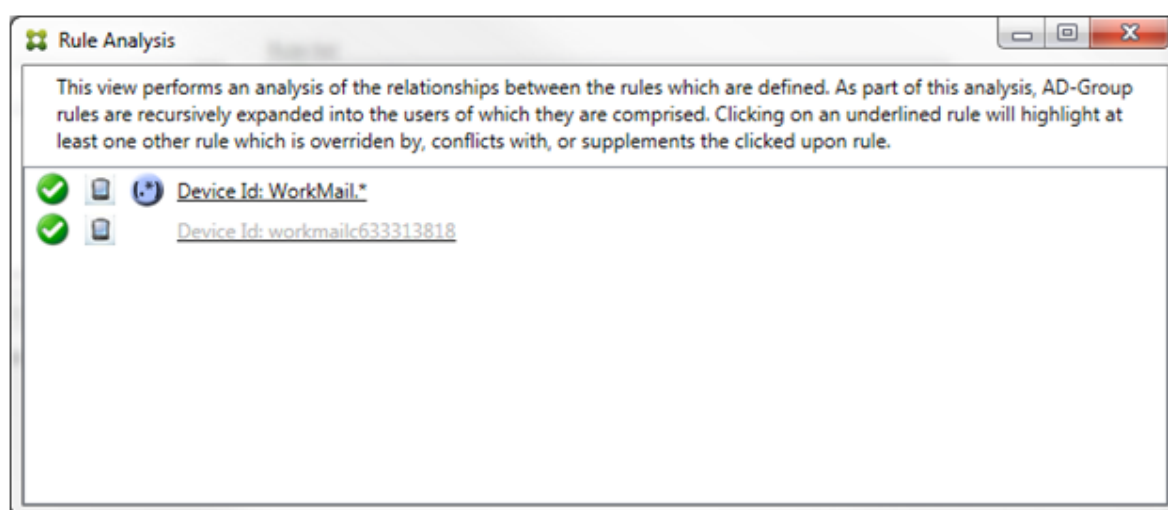 Rule Analysis
This view performs an analysis of the relationships between the rules which are defined. As part of this analysis, AD-Group
rules are recursively expanded into the users of which they are comprised. Clicking on an underlined rule will highlight at
least one other rule which is overriden by, conflicts with, or supplements the clicked upon rule.
(.*) Device Id: WorkMail.*
Device Id: workmailc633313818